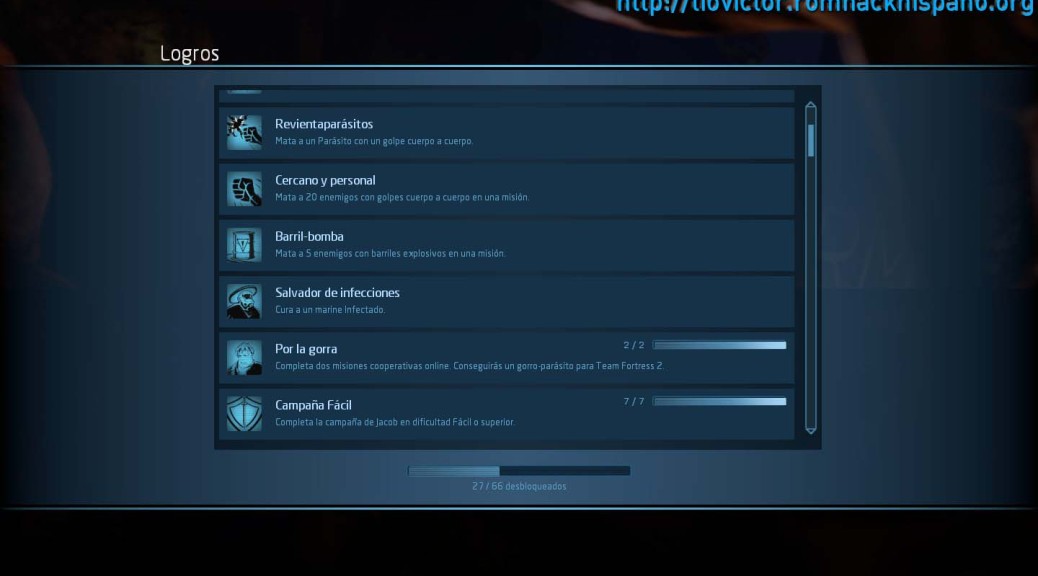 http://tiovictor.romhackhispano.org
Logros
Revientaparásitos
Mata a un Parásito con un golpe cuerpo a cuerpo.
Cercano y personal
Mata a 20 enemigos con golpes cuerpo a cuerpo en una misión.
Barril-bomba
Mata a 5 enemigos con barriles explosivos en una misión.
Salvador de infecciones
Cura a un marine Infectado.
Por la gorra
2 / 2
Completa dos misiones cooperativas online. Conseguirás un gorro-parásito para Team Fortress 2.
Campaña Fácil
7 / 7
Completa la campaña de Jacob en dificultad Fácil o superior.
27 / 66 desbloqueados